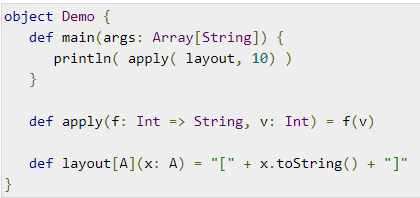 object Demo {
   def main(args: Array[String]) {
      println( apply( layout, 10) )
   }

   def apply(f: Int => String, v: Int) = f(v)

   def layout[A](x: A) = "[" + x.toString() + "]"
}